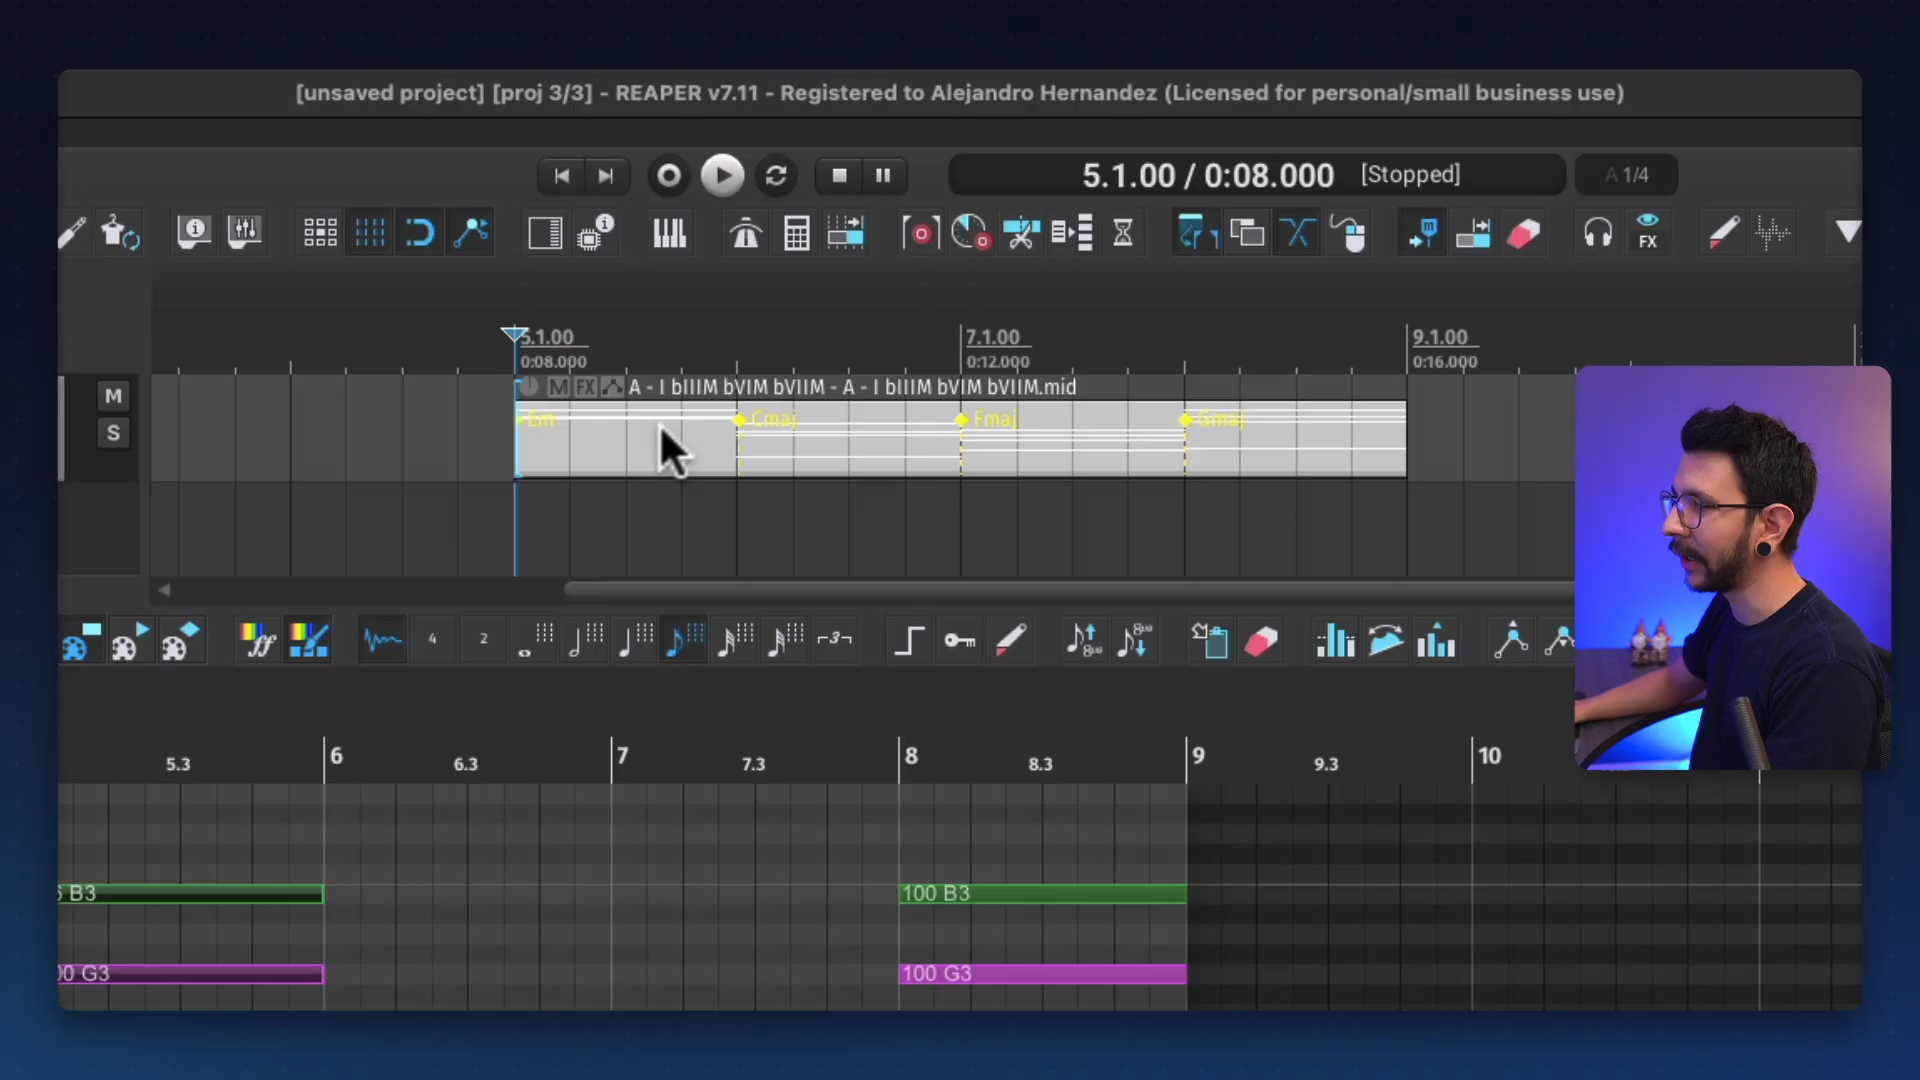 [unsaved project] [proj 3/3] - REAPER v7.11 - Registered to Alejandro Hernandez (Licensed for personal/small business use)
5.1.00 / 0:08.000 [Stopped]
A 1/4
FX
5.1.00 7.1.00 9.1.00
0:08.000 0:12.000 0:16.000
M
M FX A - I bIIIM bVIM bVIIM - A - I bIIIM bVIM bVIIM.mid
Em Cmaj Fmaj Gmaj
S
ff 4 2 -3- 8ua 8ua
5.3 6 6.3 7 7.3 8 8.3 9 9.3 10
B3 100 B3
G3 100 G3